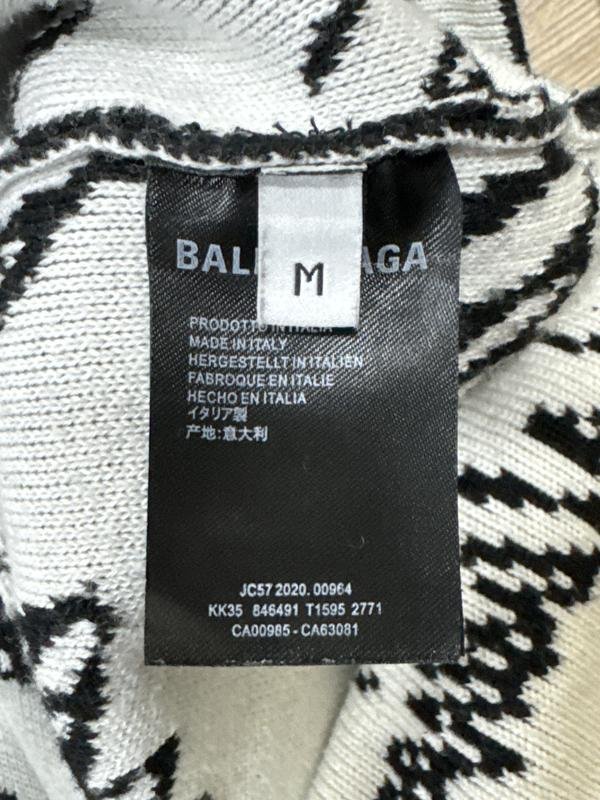 BAL AGA
M
PRODOTTO IN ITALIA
MADE IN ITALY
HERGESTELLT IN ITALIEN
FABROQUE EN ITALIE
HECHO EN ITALIA
イタリア製
产地:意大利
JC57 2020. 00964
KK35 846491 T1595 2771
CA00985 - CA63081